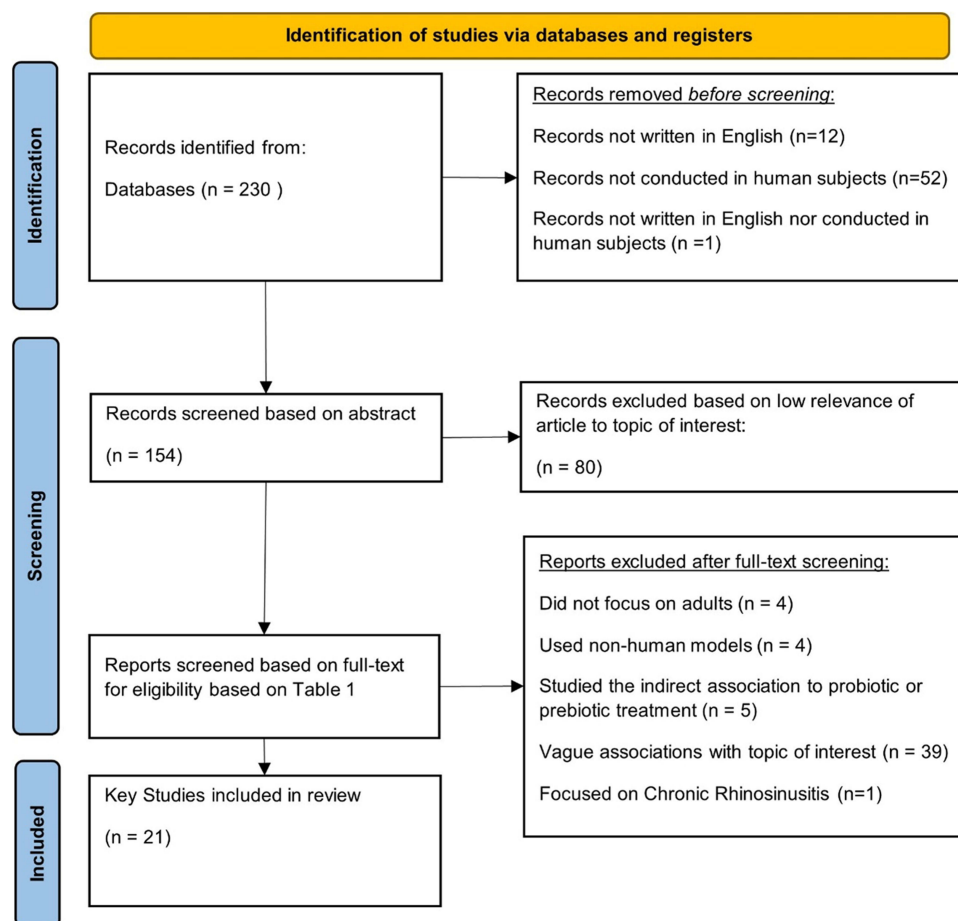 Identification of studies via databases and registers
Identification
Records identified from:
Databases (n = 230 )
Records removed before screening:
Records not written in English (n=12)
Records not conducted in human subjects (n=52)
Records not written in English nor conducted in
human subjects (n =1)
Screening
Records screened based on abstract
(n = 154)
Records excluded based on low relevance of
article to topic of interest:
(n = 80)
Reports screened based on full-text
for eligibility based on Table 1
Reports excluded after full-text screening:
Did not focus on adults (n = 4)
Used non-human models (n = 4)
Studied the indirect association to probiotic or
prebiotic treatment (n = 5)
Vague associations with topic of interest (n = 39)
Focused on Chronic Rhinosinusitis (n=1)
Included
Key Studies included in review
(n = 21)